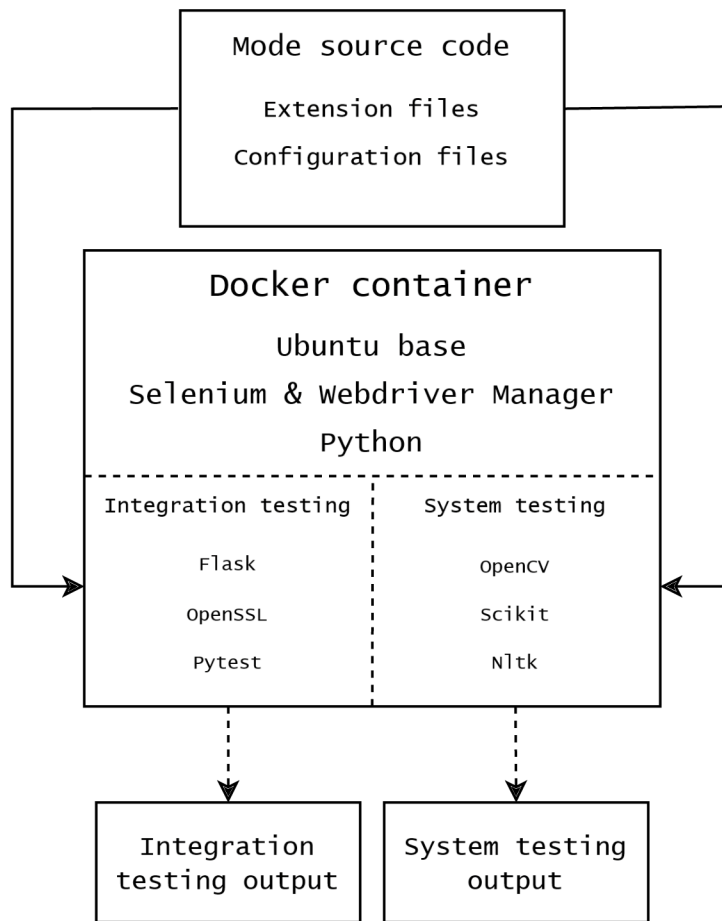 Mode source code
Extension files
Configuration files
Docker container
Ubuntu base
Selenium & Webdriver Manager
Python
Integration testing
Flask
OpenSSL
Pytest
System testing
OpenCV
Scikit
Nltk
Integration
testing output
System testing
output